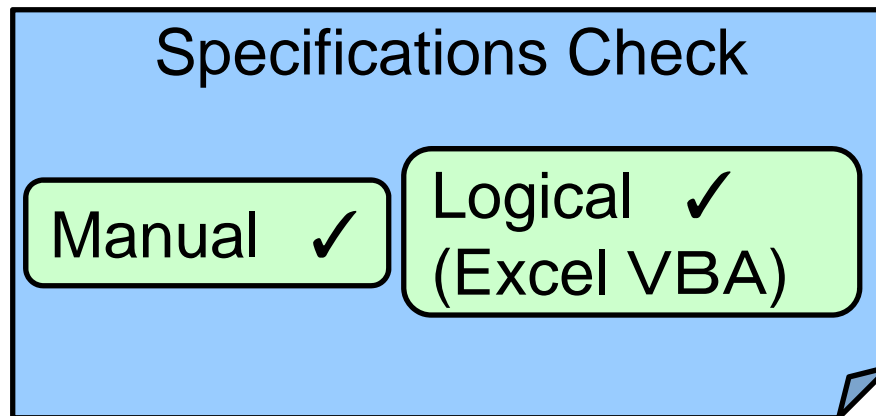 Specifications Check
Manual ✓
Logical ✓
(Excel VBA)